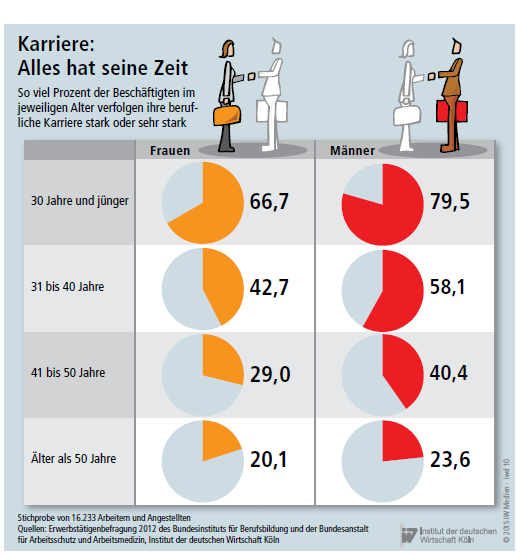 Karriere:
Alles hat seine Zeit
So viel Prozent der Beschäftigten im
jeweiligen Alter verfolgen ihre beruf-
liche Karriere stark oder sehr stark
Frauen Männer
30 Jahre und jünger 66,7 79,5
31 bis 40 Jahre 42,7 58,1
41 bis 50 Jahre 29,0 40,4
Älter als 50 Jahre 20,1 23,6
Stichprobe von 16.233 Arbeitern und Angestellten
Quellen: Erwerbstätigenbefragung 2012 des Bundesinstituts für Berufsbildung und der Bundesanstalt
für Arbeitsschutz und Arbeitsmedizin, Institut der deutschen Wirtschaft Köln
Institut der deutschen
Wirtschaft Köln
© 2015 IW Medien · iwd 10